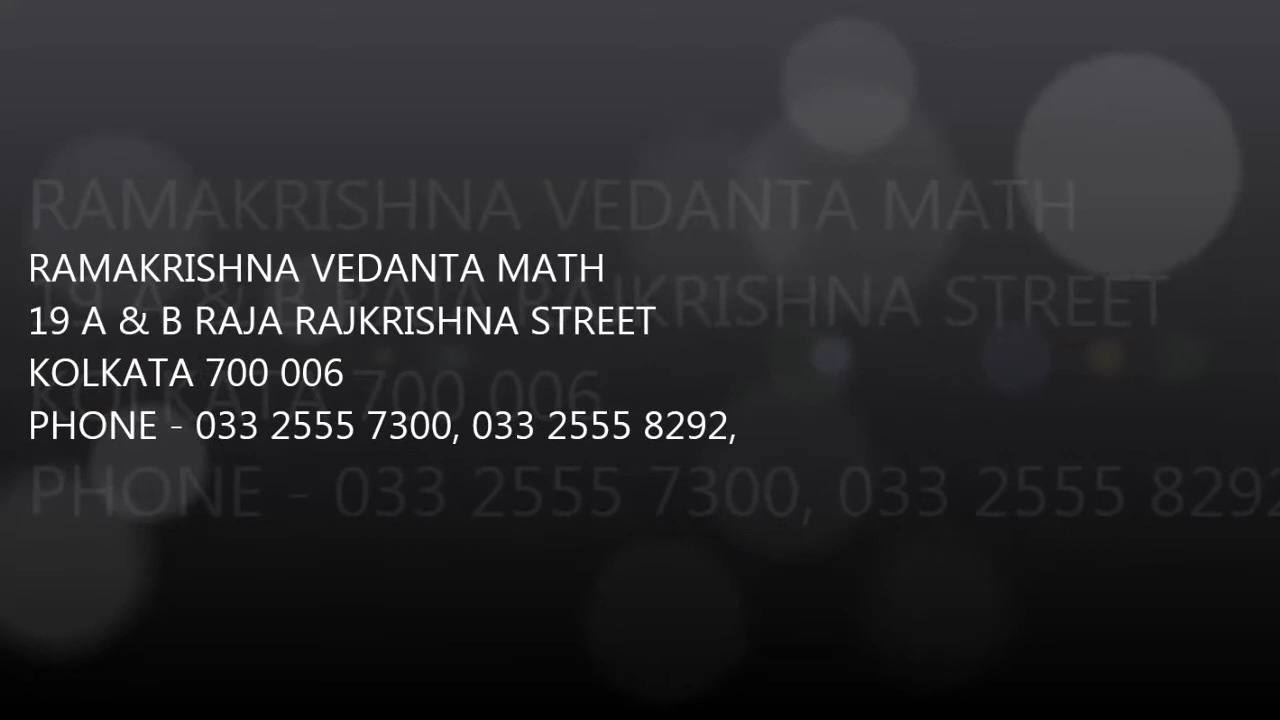 RAMAKRISHNA VEDANTA MATH
19 A & B RAJA RAJKRISHNA STREET
KOLKATA 700 006
PHONE - 033 2555 7300, 033 2555 8292,